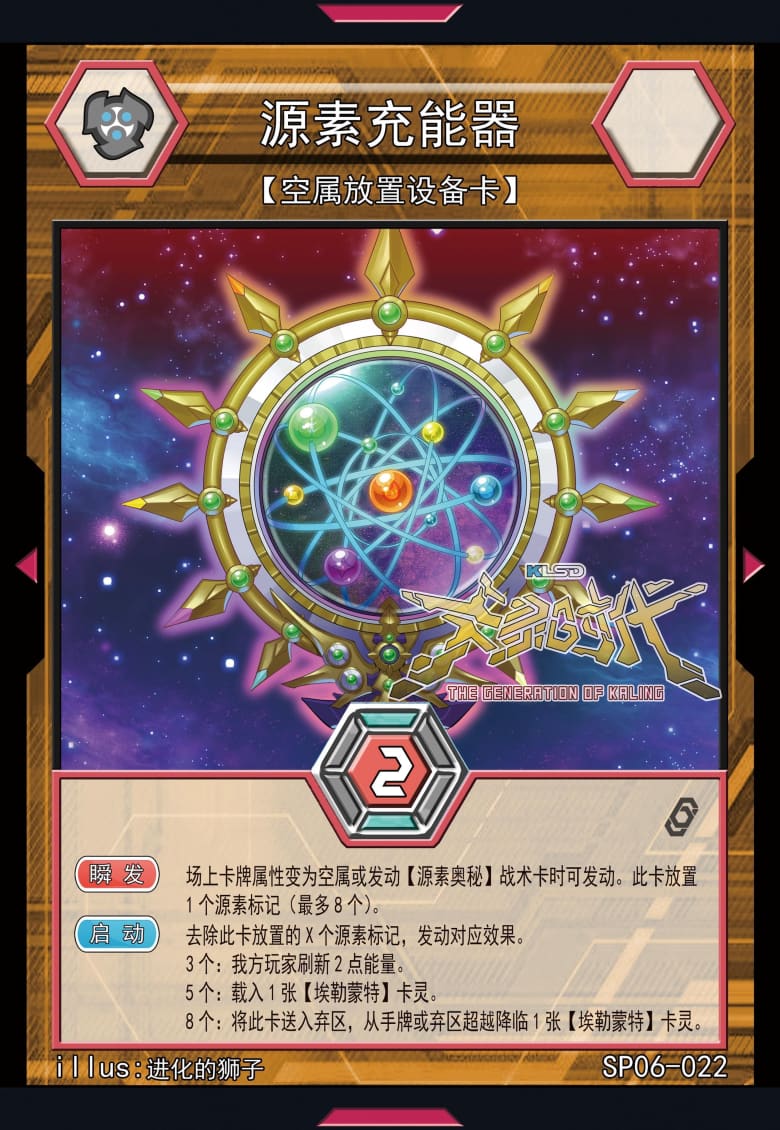 源素充能器
【空属放置设备卡】
KLSD
卡灵时代
THE GENERATION OF KALING
2
瞬发 场上卡牌属性变为空属或发动【源素奥秘】战术卡时可发动。此卡放置
1个源素标记（最多8个）。
启动 去除此卡放置的X个源素标记，发动对应效果。
3个：我方玩家刷新2点能量。
5个：载入1张【埃勒蒙特】卡灵。
8个：将此卡送入弃区，从手牌或弃区超越降临1张【埃勒蒙特】卡灵。
illus:进化的狮子
SP06-022